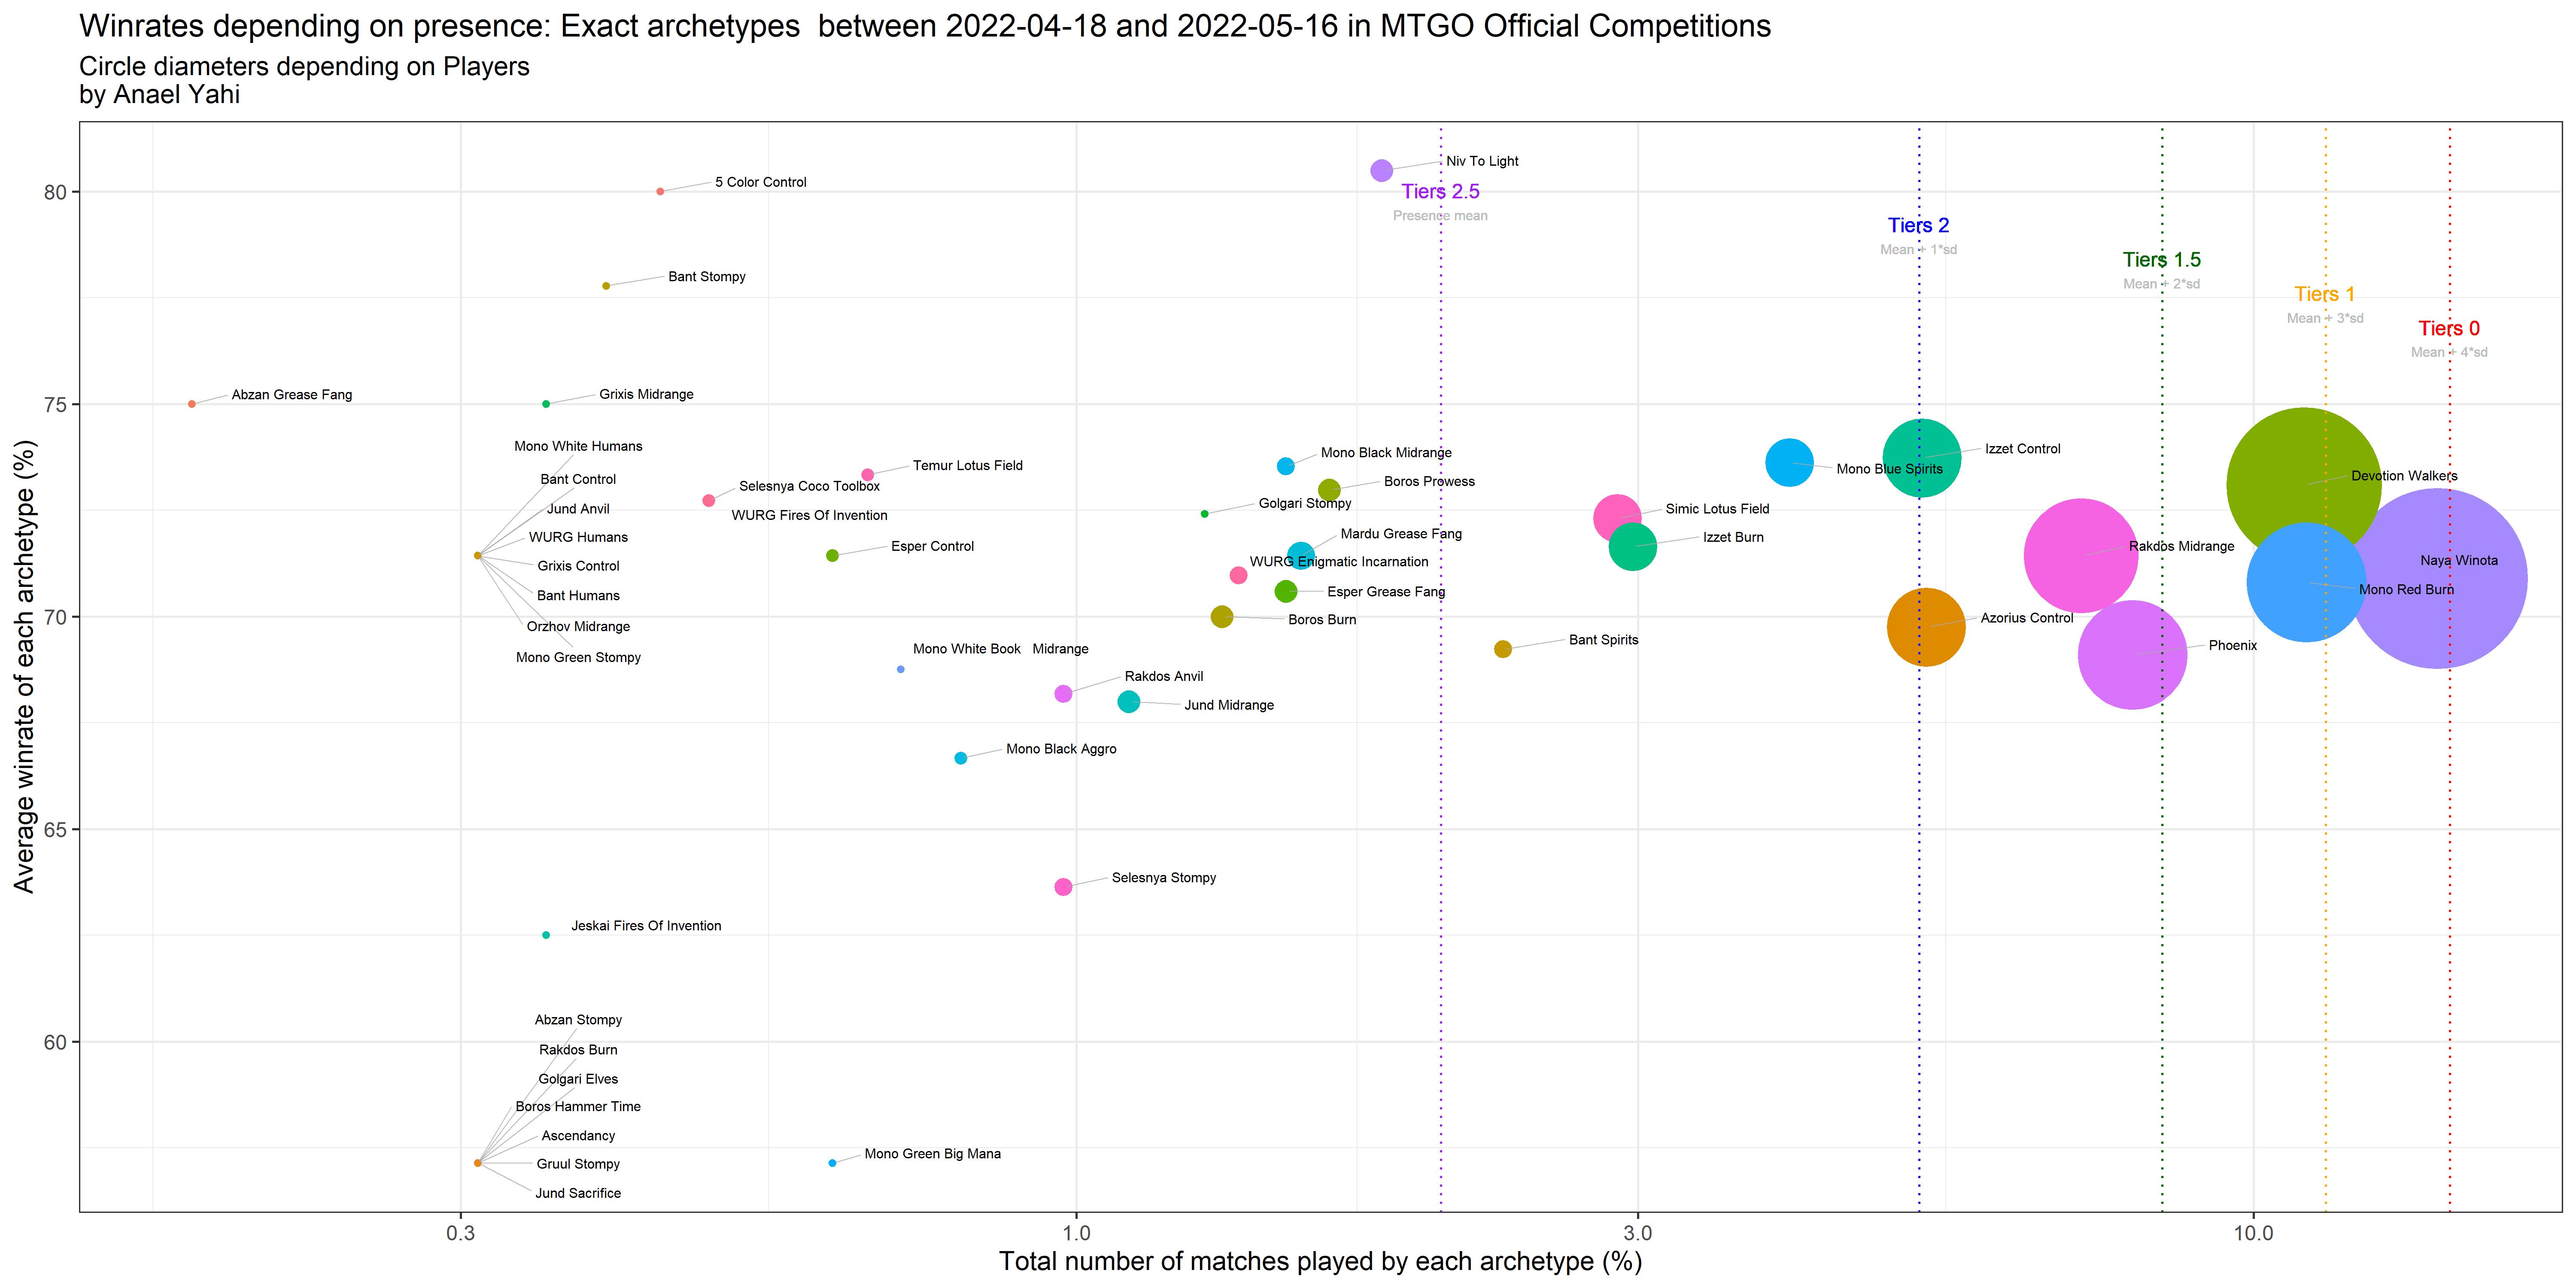 Winrates depending on presence: Exact archetypes  between 2022-04-18 and 2022-05-16 in MTGO Official Competitions
Circle diameters depending on Players
by Anael Yahi
Average winrate of each archetype (%)
80
75
70
65
60
Niv To Light
5 Color Control
Tiers 2.5
Presence mean
Tiers 2
Mean + 1*sd
Tiers 1.5
Mean + 2*sd
Tiers 1
Mean + 3*sd
Tiers 0
Mean + 4*sd
Bant Stompy
Abzan Grease Fang
Grixis Midrange
Mono White Humans
Bant Control
Jund Anvil
WURG Humans
Grixis Control
Bant Humans
Orzhov Midrange
Mono Green Stompy
Temur Lotus Field
Selesnya Coco Toolbox
WURG Fires Of Invention
Esper Control
Mono Black Midrange
Boros Prowess
Golgari Stompy
Mardu Grease Fang
WURG Enigmatic Incarnation
Esper Grease Fang
Boros Burn
Mono White Book
Midrange
Rakdos Anvil
Jund Midrange
Mono Black Aggro
Bant Spirits
Simic Lotus Field
Izzet Burn
Mono Blue Spirits
Izzet Control
Azorius Control
Rakdos Midrange
Phoenix
Devotion Walkers
Naya Winota
Mono Red Burn
Selesnya Stompy
Jeskai Fires Of Invention
Abzan Stompy
Rakdos Burn
Golgari Elves
Boros Hammer Time
Ascendancy
Gruul Stompy
Jund Sacrifice
Mono Green Big Mana
0.3
1.0
3.0
10.0
Total number of matches played by each archetype (%)